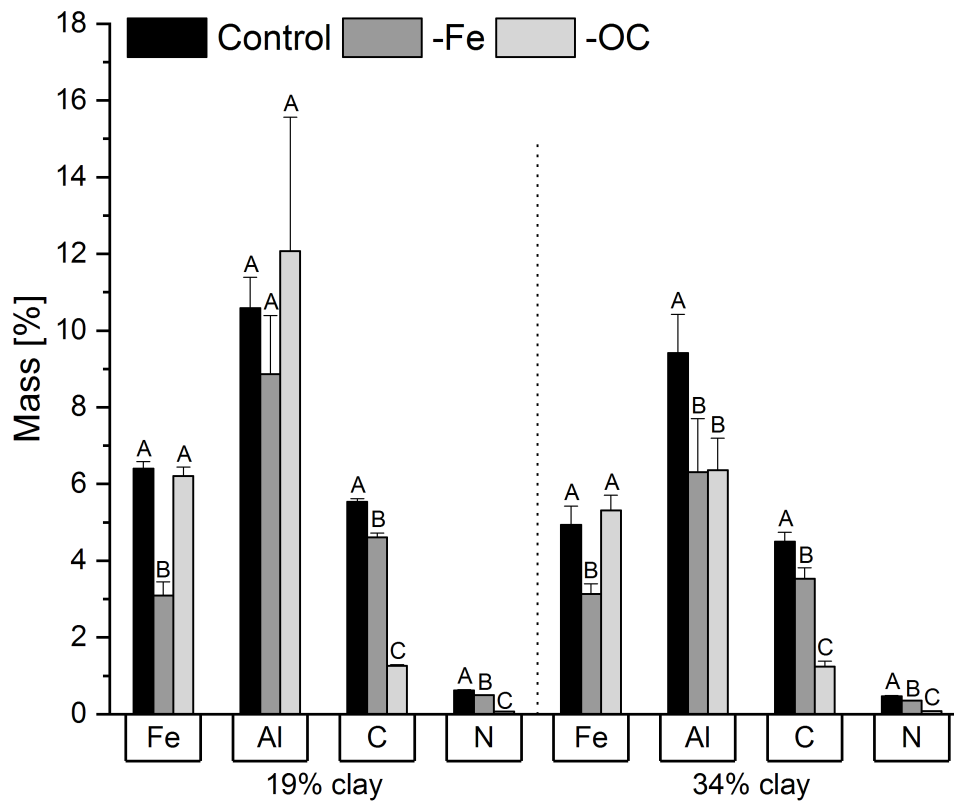 Control -Fe -OC
Mass [%]
18
16
14
12
10
8
6
4
2
0
A B A
A A A
A B C
A B C
A B A
A B B
A B C
A B C
Fe Al C N Fe Al C N
19% clay 34% clay